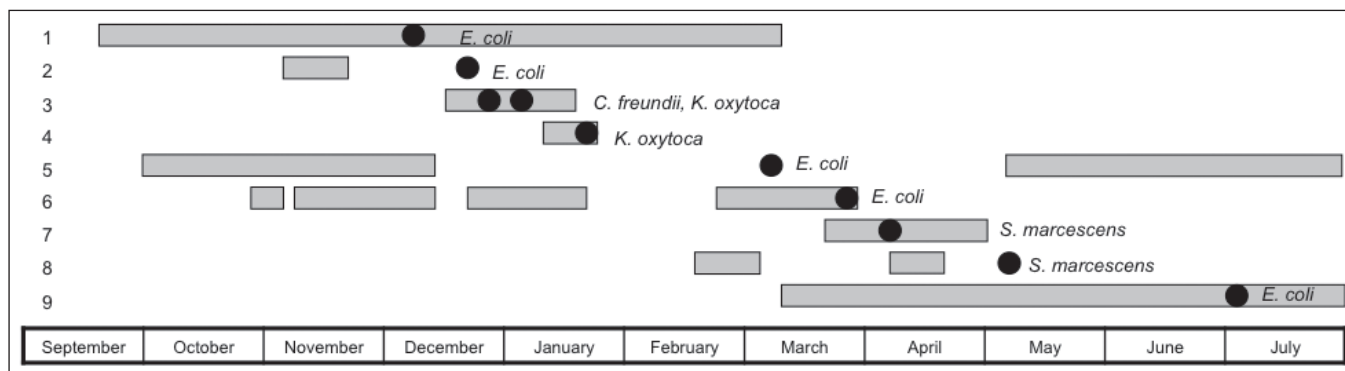 1 E. coli
2 E. coli
3 C. freundii, K. oxytoca
4 K. oxytoca
5 E. coli
6 E. coli
7 S. marcescens
8 S. marcescens
9 E. coli
September October November December January February March April May June July